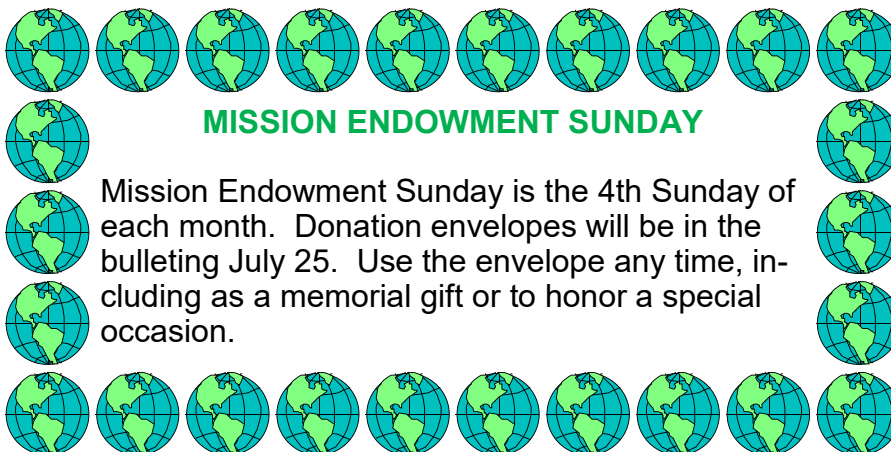 MISSION ENDOWMENT SUNDAY
Mission Endowment Sunday is the 4th Sunday of
each month.  Donation envelopes will be in the
bulleting July 25.  Use the envelope any time, in-
cluding as a memorial gift or to honor a special
occasion.